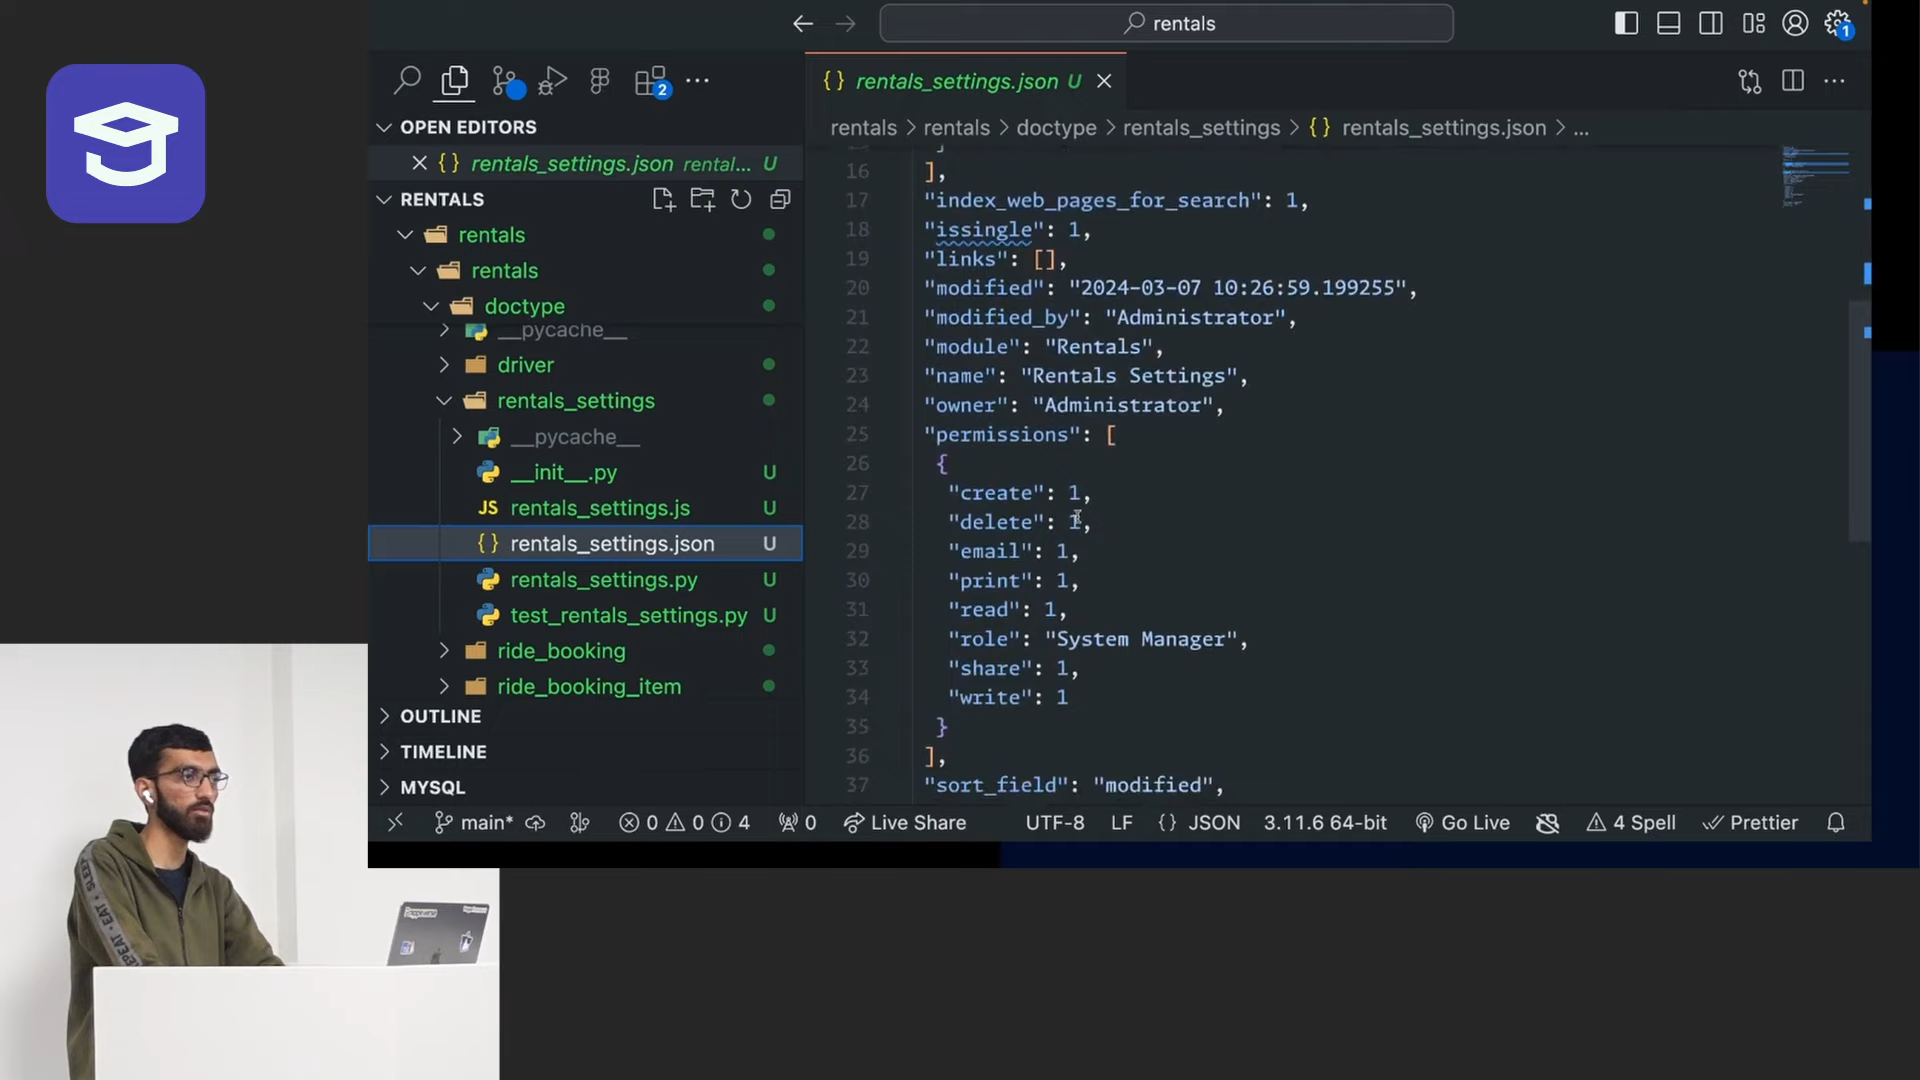 rentals
1
2
rentals_settings.json U
rentals > rentals > doctype > rentals_settings > {} rentals_settings.json > ...
OPEN EDITORS
{} rentals_settings.json rental... U
RENTALS
rentals
rentals
doctype
__pycache__
driver
rentals_settings
__pycache__
__init__.py U
JS rentals_settings.js U
{} rentals_settings.json U
rentals_settings.py U
test_rentals_settings.py U
ride_booking
ride_booking_item
OUTLINE
TIMELINE
MYSQL
16 ],
17 "index_web_pages_for_search": 1,
18 "issingle": 1,
19 "links": [],
20 "modified": "2024-03-07 10:26:59.199255",
21 "modified_by": "Administrator",
22 "module": "Rentals",
23 "name": "Rentals Settings",
24 "owner": "Administrator",
25 "permissions": [
26 {
27 "create": 1,
28 "delete": 1,
29 "email": 1,
30 "print": 1,
31 "read": 1,
32 "role": "System Manager",
33 "share": 1,
34 "write": 1
35 }
36 ],
37 "sort_field": "modified",
main* 0 0 4 0 Live Share UTF-8 LF {} JSON 3.11.6 64-bit Go Live 4 Spell Prettier
EAT • SLEEP
REPEAT